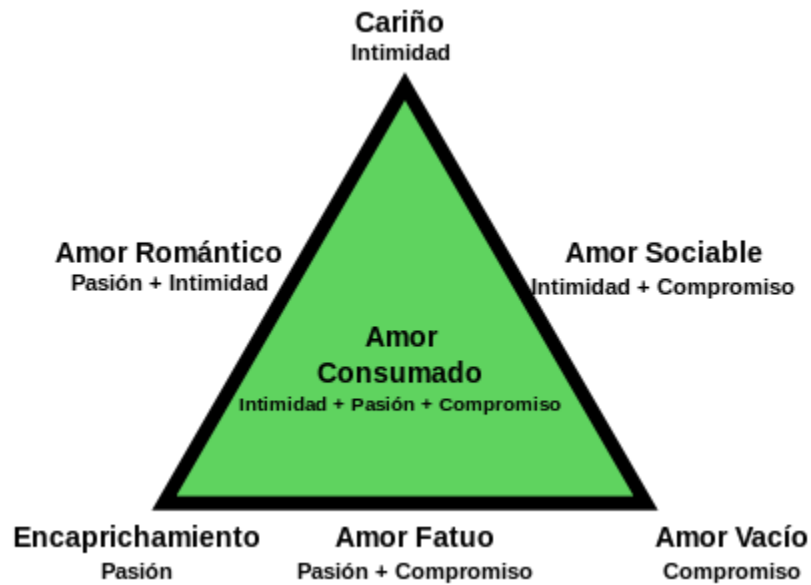 Cariño
Intimidad
Amor Romántico
Pasión + Intimidad
Amor Sociable
Intimidad + Compromiso
Amor
Consumado
Intimidad + Pasión + Compromiso
Encaprichamiento
Pasión
Amor Fatuo
Pasión + Compromiso
Amor Vacío
Compromiso